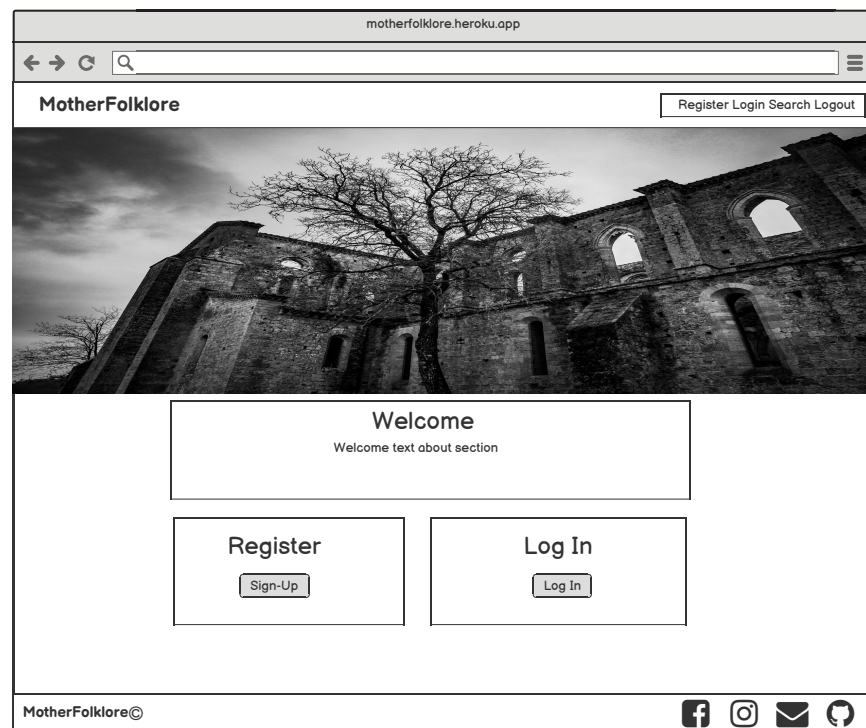 motherfolklore.heroku.app
MotherFolklore
Register Login Search Logout
Welcome
Welcome text about section
Register
Log In
Sign-Up
Log In
MotherFolklore©